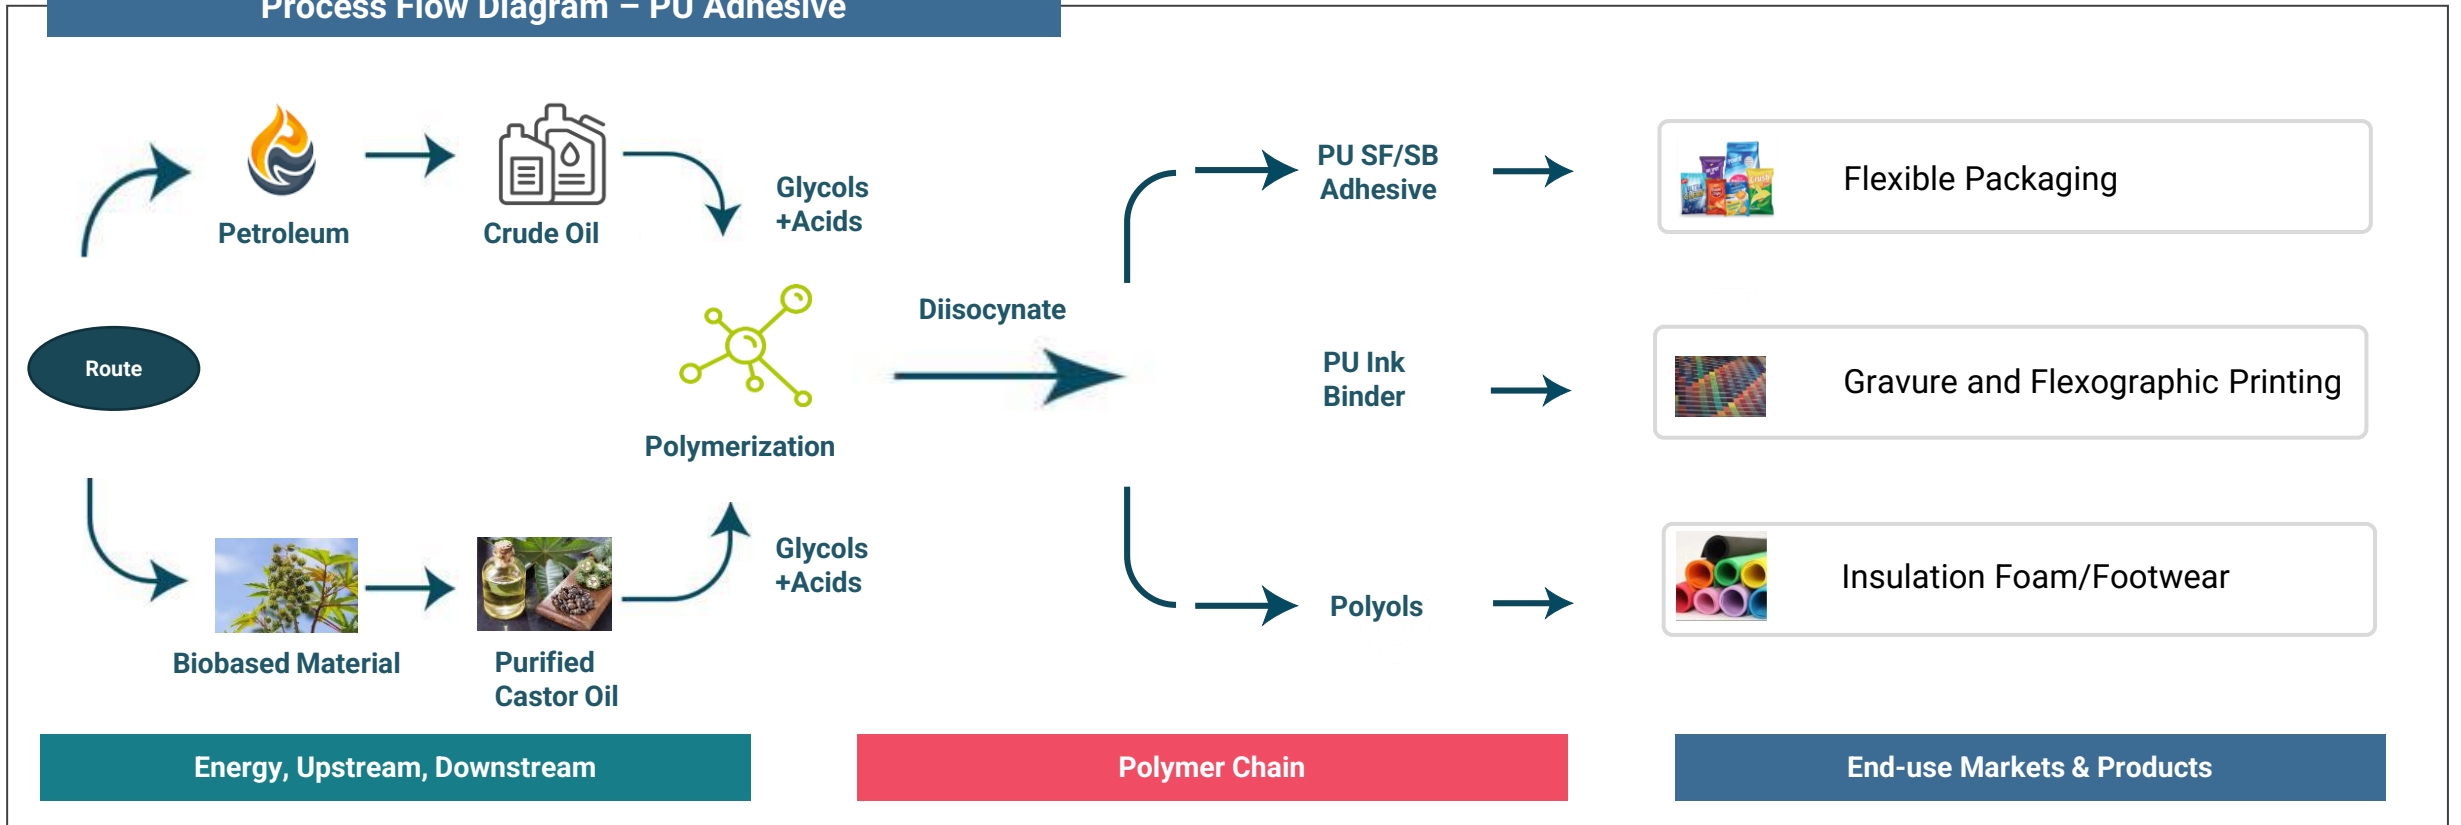 Process Flow Diagram – PU Adhesive
Petroleum
Crude Oil
Glycols
+Acids
Route
Polymerization
Diisocynate
Biobased Material
Purified
Castor Oil
Glycols
+Acids
PU SF/SB
Adhesive
Flexible Packaging
PU Ink
Binder
Gravure and Flexographic Printing
Polyols
Insulation Foam/Footwear
Energy, Upstream, Downstream
Polymer Chain
End-use Markets & Products